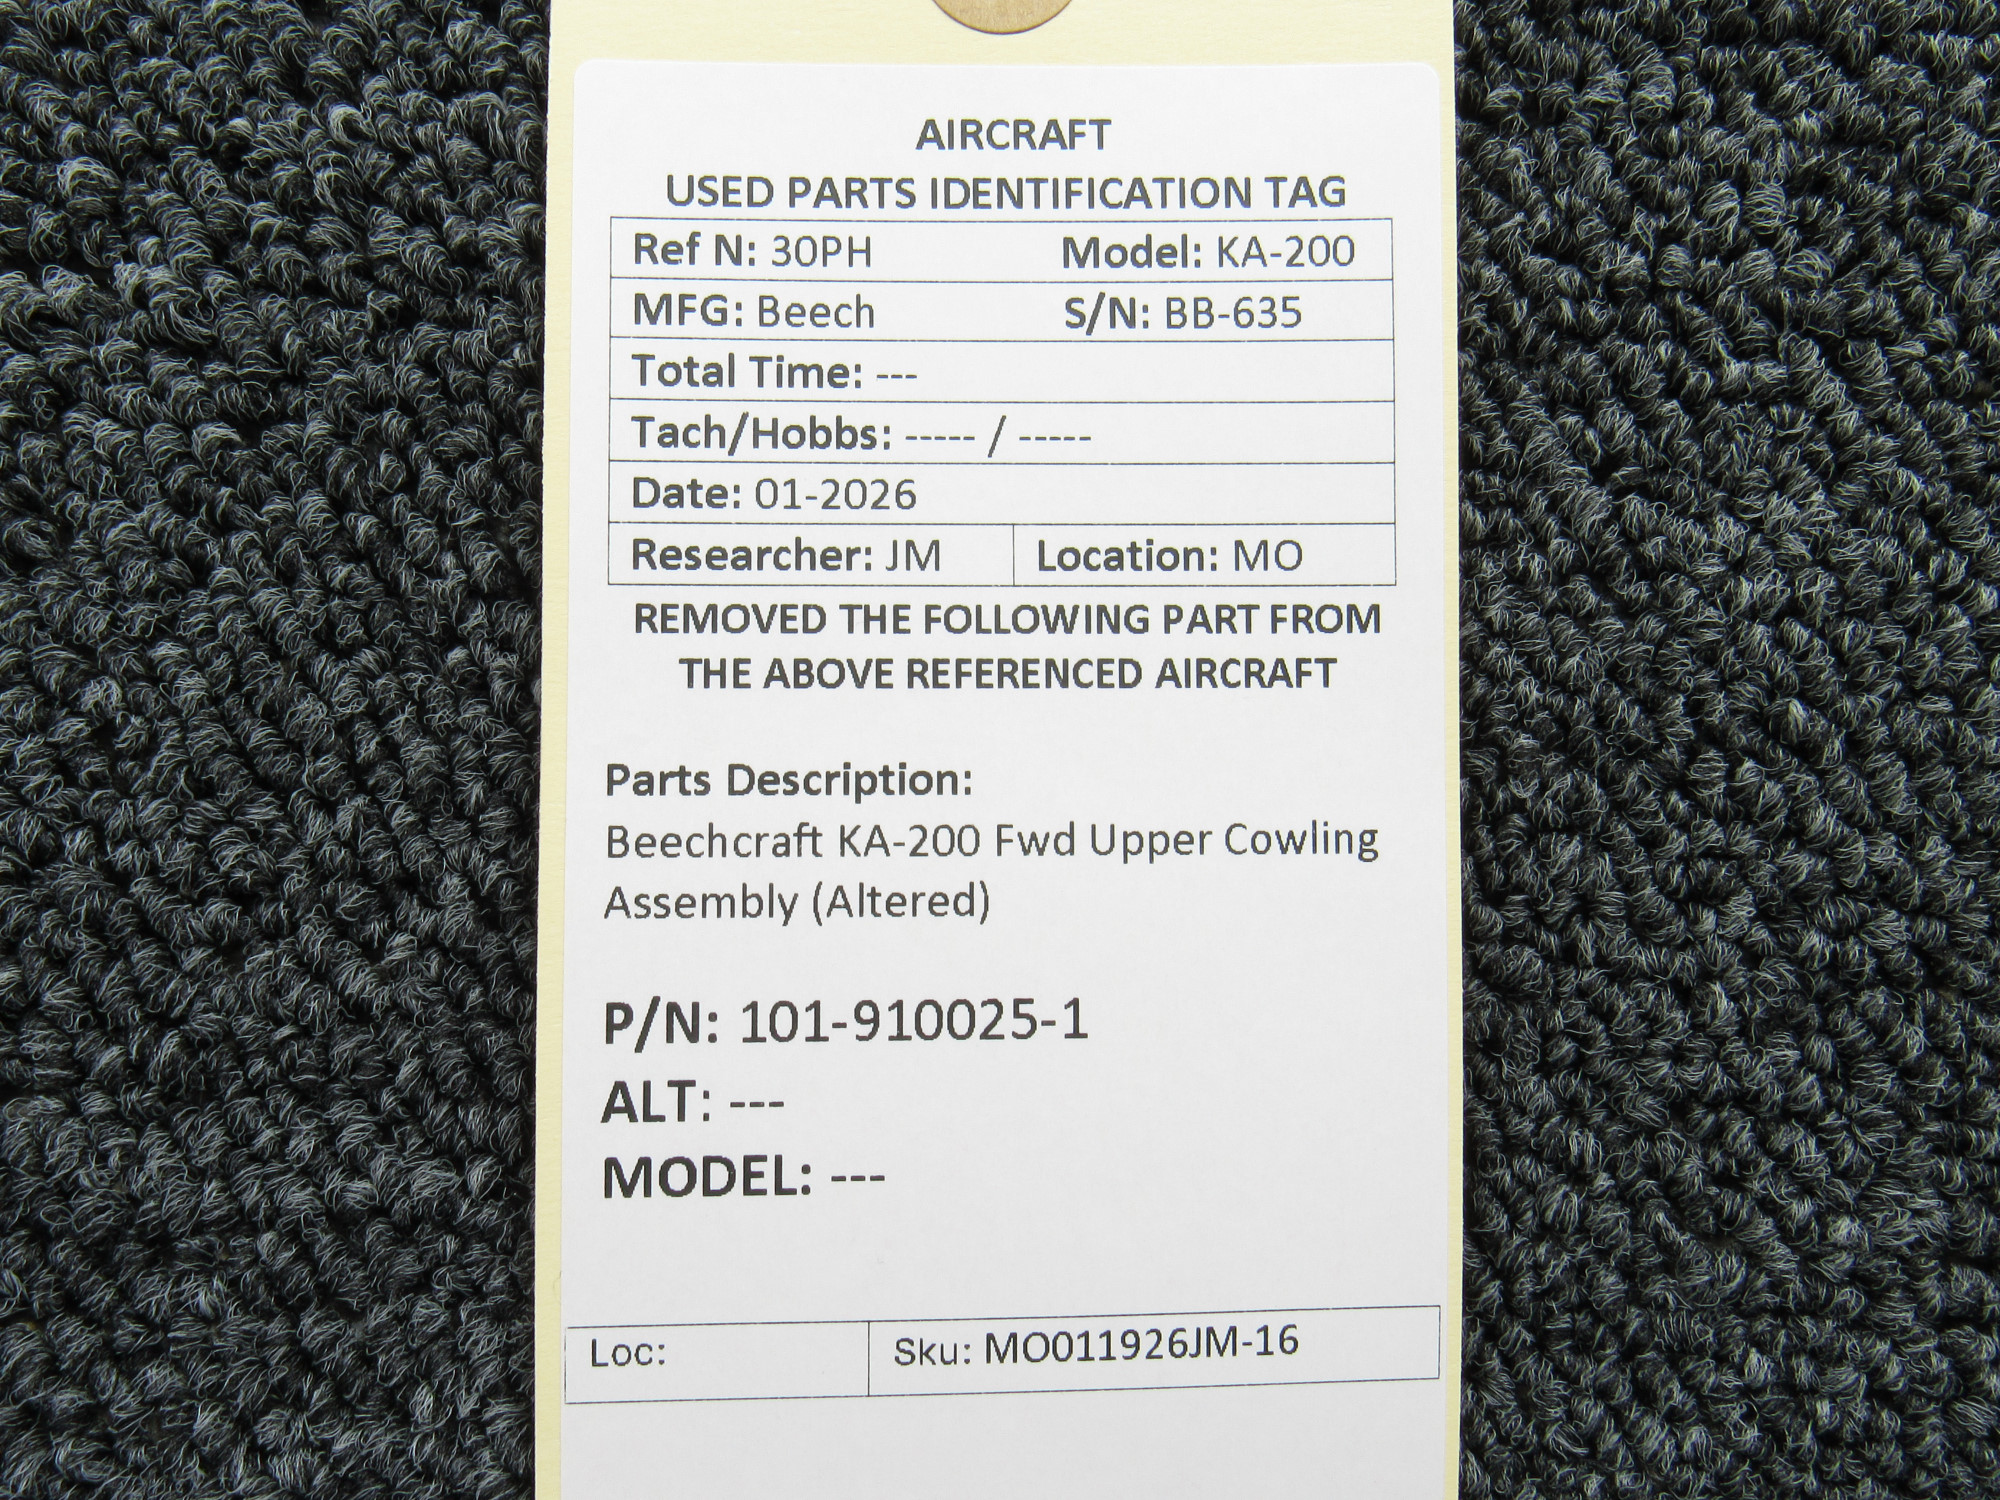 AIRCRAFT
USED PARTS IDENTIFICATION TAG
Ref N: 30PH Model: KA-200
MFG: Beech S/N: BB-635
Total Time: ---
Tach/Hobbs: ----- / -----
Date: 01-2026
Researcher: JM Location: MO
REMOVED THE FOLLOWING PART FROM
THE ABOVE REFERENCED AIRCRAFT
Parts Description:
Beechcraft KA-200 Fwd Upper Cowling
Assembly (Altered)
P/N: 101-910025-1
ALT: ---
MODEL: ---
Loc: Sku: MO011926JM-16